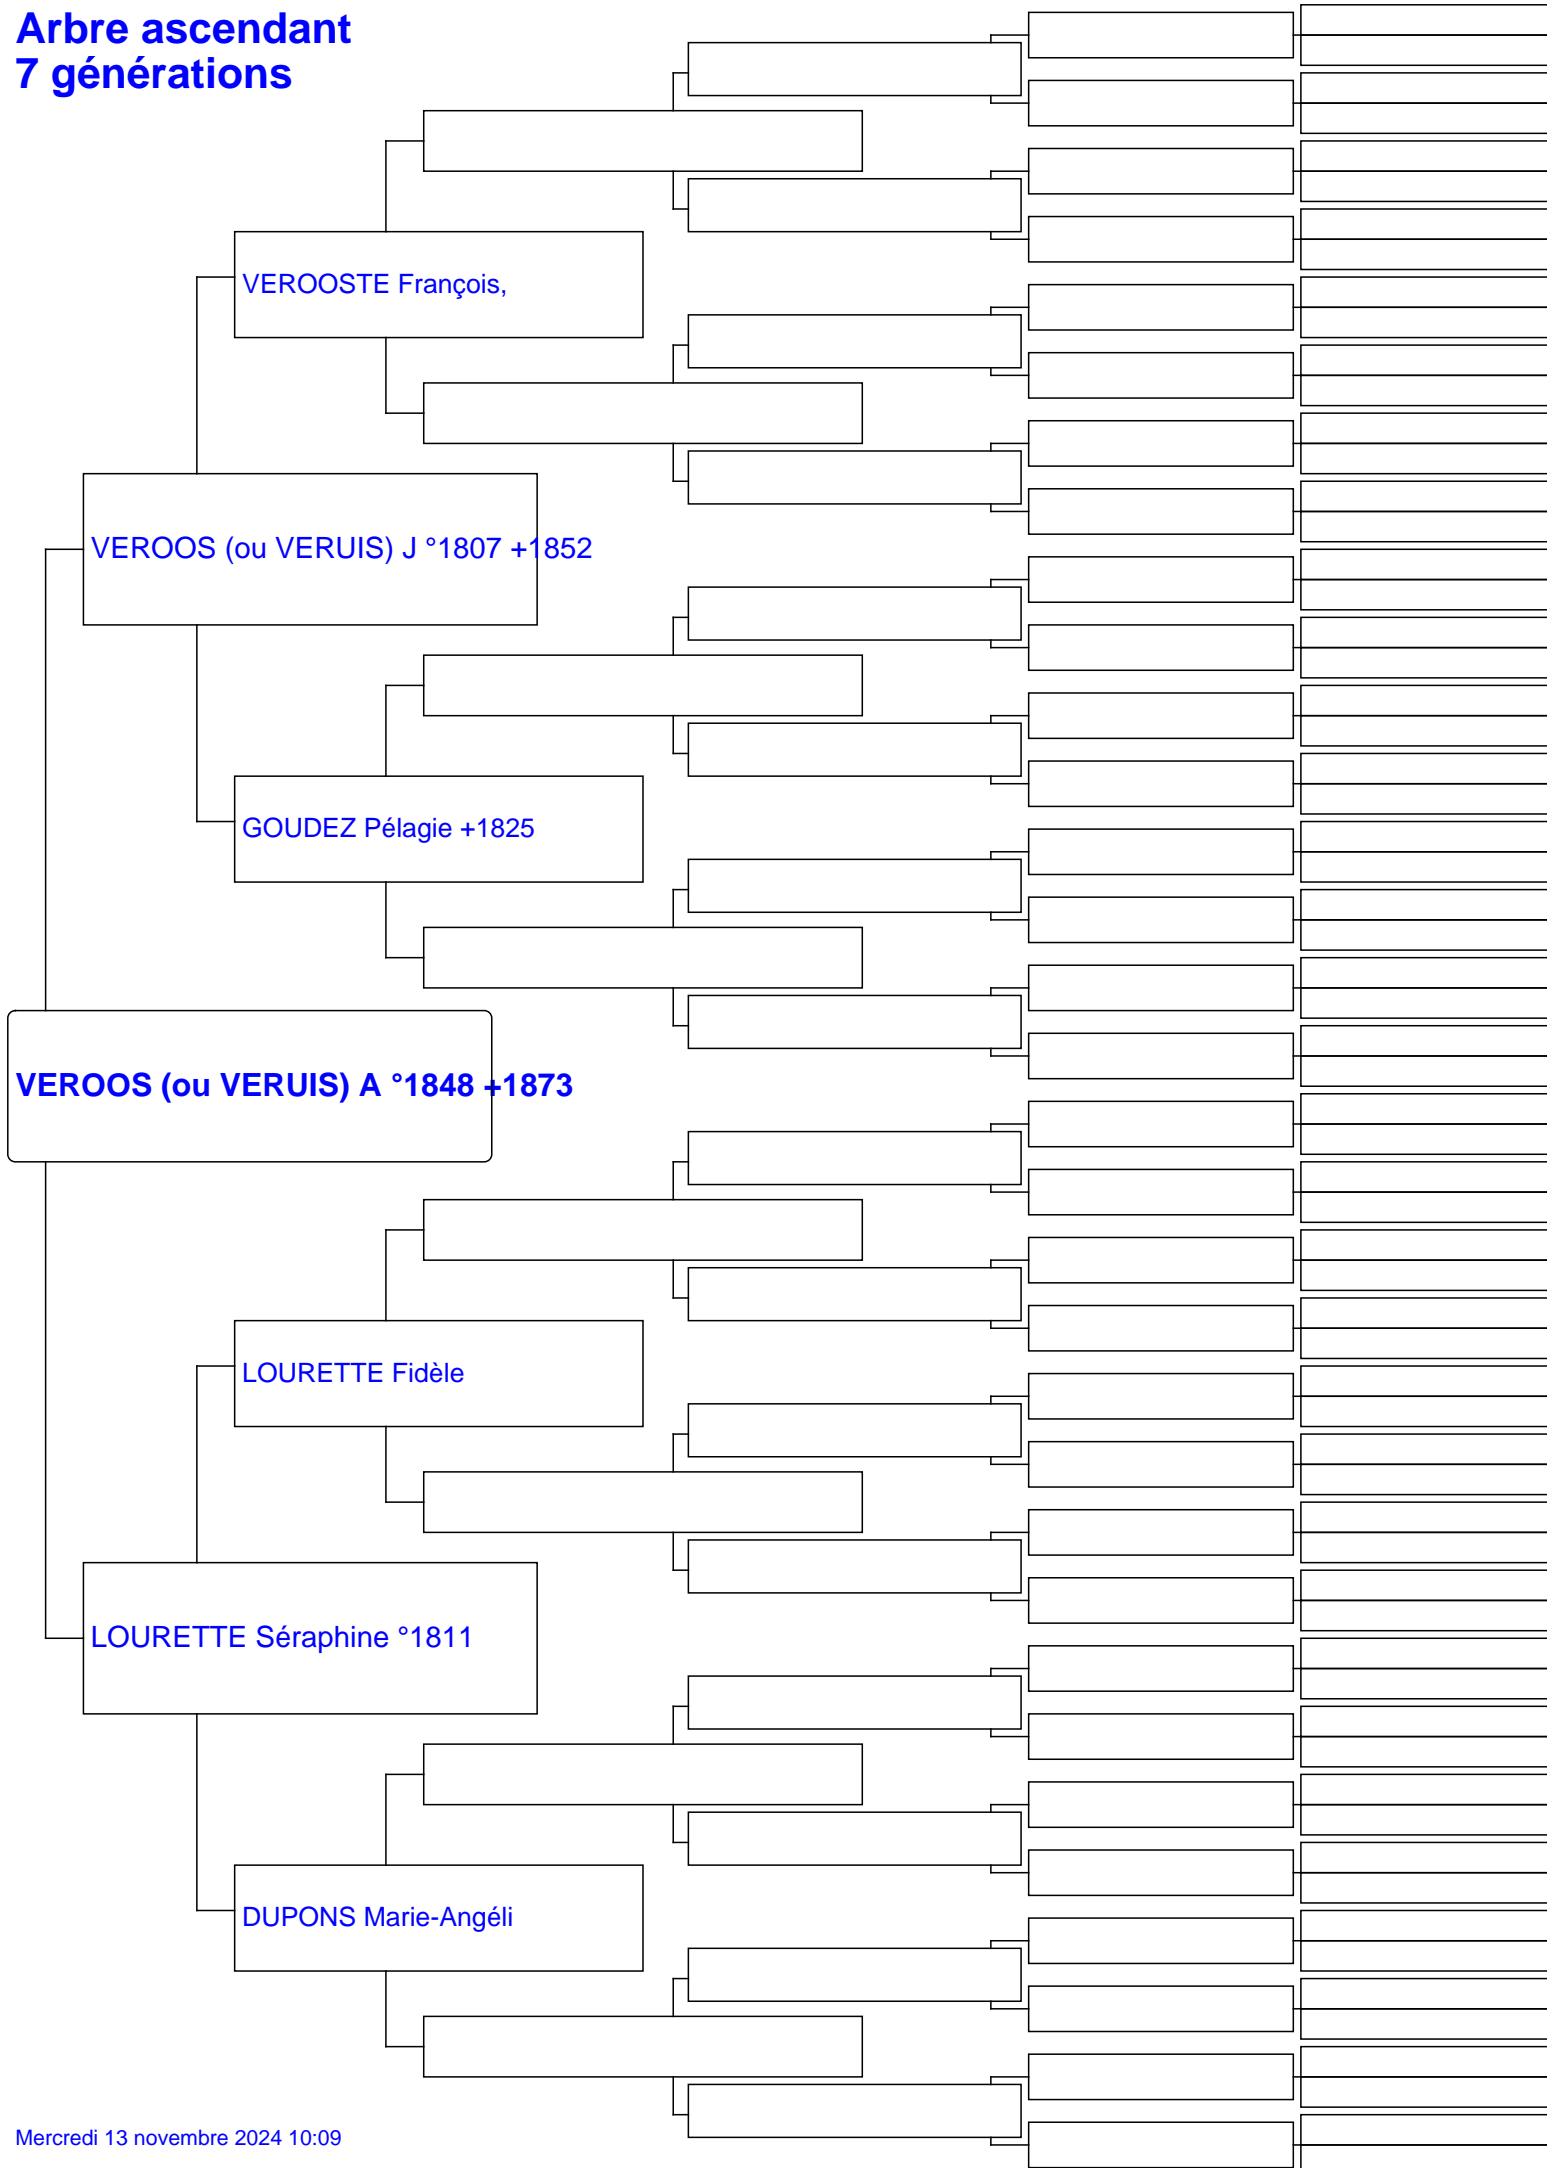 Arbre ascendant
7 générations
VEROOSTE François,
VEROOS (ou VERUIS) J °1807 +1852
GOUDEZ Pélagie +1825
VEROOS (ou VERUIS) A °1848 +1873
LOURETTE Fidèle
LOURETTE Séraphine °1811
DUPONS Marie-Angéli
Mercredi 13 novembre 2024 10:09